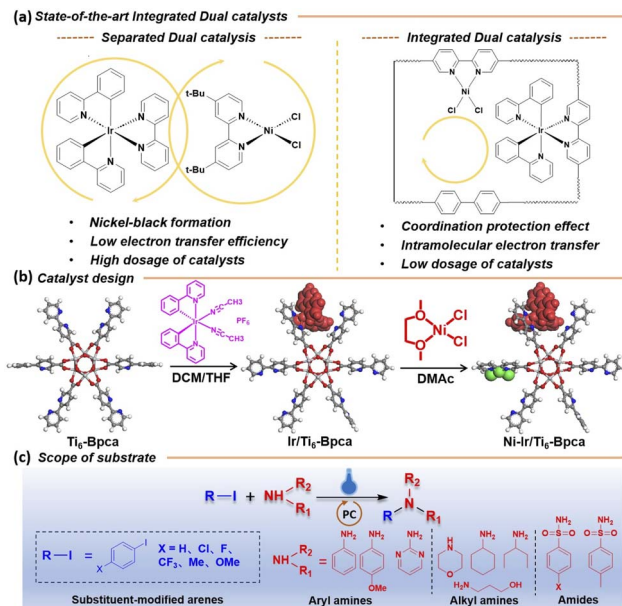 (a) State-of-the-art Integrated Dual catalysts
Separated Dual catalysis
Integrated Dual catalysis
N
N
Ir
N
N
t-Bu
t-Bu
N
N
Ni
Cl
Cl
N
N
Ni
Cl
Cl
N
N
Ir
N
N
• Nickel-black formation
• Low electron transfer efficiency
• High dosage of catalysts
• Coordination protection effect
• Intramolecular electron transfer
• Low dosage of catalysts
(b) Catalyst design
N
N≡CCH3
PF6
N≡CCH3
N
DCM/THF
O
O
Ni
Cl
Cl
DMAc
Ti6-Bpca
Ir/Ti6-Bpca
Ni-Ir/Ti6-Bpca
(c) Scope of substrate
R–I + NH R2 R1
PC
R2
N
R R1
R–I =
I
X
X = H、Cl、F、
CF3、Me、OMe
NH R2 R1 =
NH2
NH2
OMe
NH2
N N
H
N
O
NH2
NH2
H2N OH
NH2
O=S=O
X
NH2
O=S=O
Substituent-modified arenes
Aryl amines
Alkyl amines
Amides